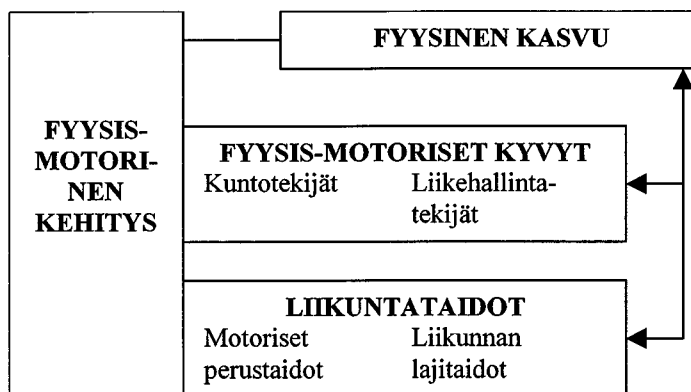 FYYSINEN KASVU
FYYSIS-
MOTORI-
NEN
KEHITYS
FYYSIS-MOTORISET KYVYT
Kuntotekijät Liikehallinta-
tekijät
LIIKUNTATAIDOT
Motoriset Liikunnan
perustaidot lajitaidot